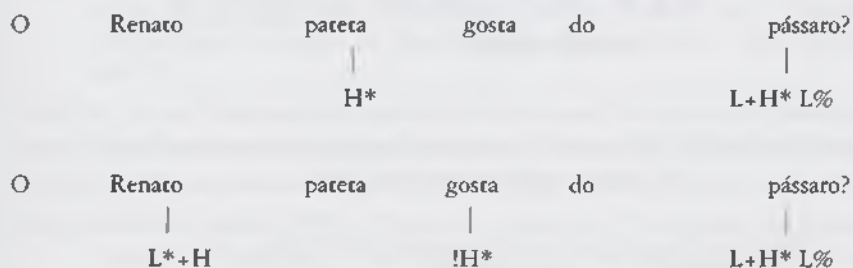 O Renato pateta gosta do pássaro?
H* L+H* L%
O Renato pateta gosta do pássaro?
L*+H !H* L+H* L%